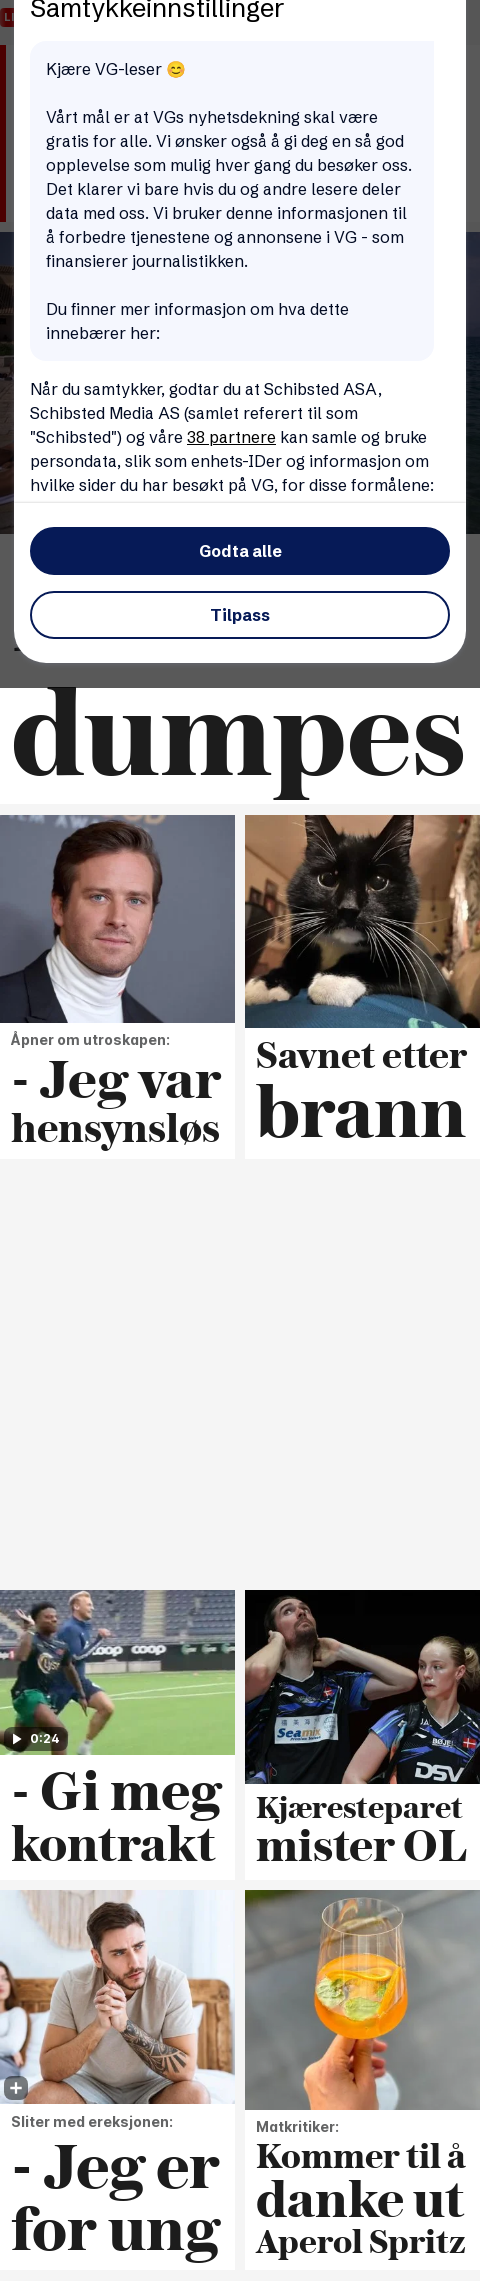 Samtykkeinnstillinger
Kjære VG-leser 😊
Vårt mål er at VGs nyhetsdekning skal være
gratis for alle. Vi ønsker også å gi deg en så god
opplevelse som mulig hver gang du besøker oss.
Det klarer vi bare hvis du og andre lesere deler
data med oss. Vi bruker denne informasjonen til
å forbedre tjenestene og annonsene i VG - som
finansierer journalistikken.
Du finner mer informasjon om hva dette
innebærer her:
Når du samtykker, godtar du at Schibsted ASA,
Schibsted Media AS (samlet referert til som
"Schibsted") og våre 38 partnere kan samle og bruke
persondata, slik som enhets-IDer og informasjon om
hvilke sider du har besøkt på VG, for disse formålene:
Godta alle
Tilpass
dumpes
Åpner om utroskapen:
- Jeg var
hensynsløs
Savnet etter
brann
coop
coop
0:24
- Gi meg
kontrakt
Seamix
BØJE
DSV
Kjæresteparet
mister OL
Sliter med ereksjonen:
- Jeg er
for ung
Matkritiker:
Kommer til å
danke ut
Aperol Spritz